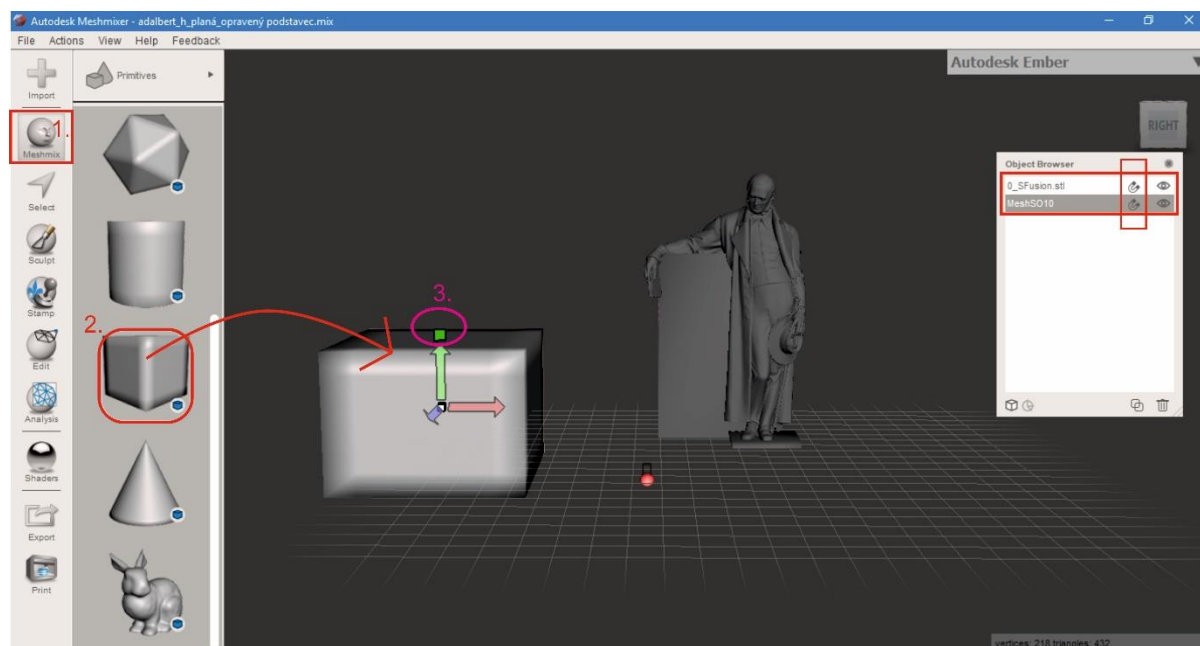 Autodesk Meshmixer - adalbert_h_planá_opravený podstavec.mix
File Actions View Help Feedback
Import
Primitives
Autodesk Ember
1.
Meshmix
RIGHT
Object Browser
0_SFusion.stl
MeshSO10
Select
Sculpt
Stamp
3.
2.
Edit
Analysis
Shaders
Export
Print
vertices: 218 triangles: 432